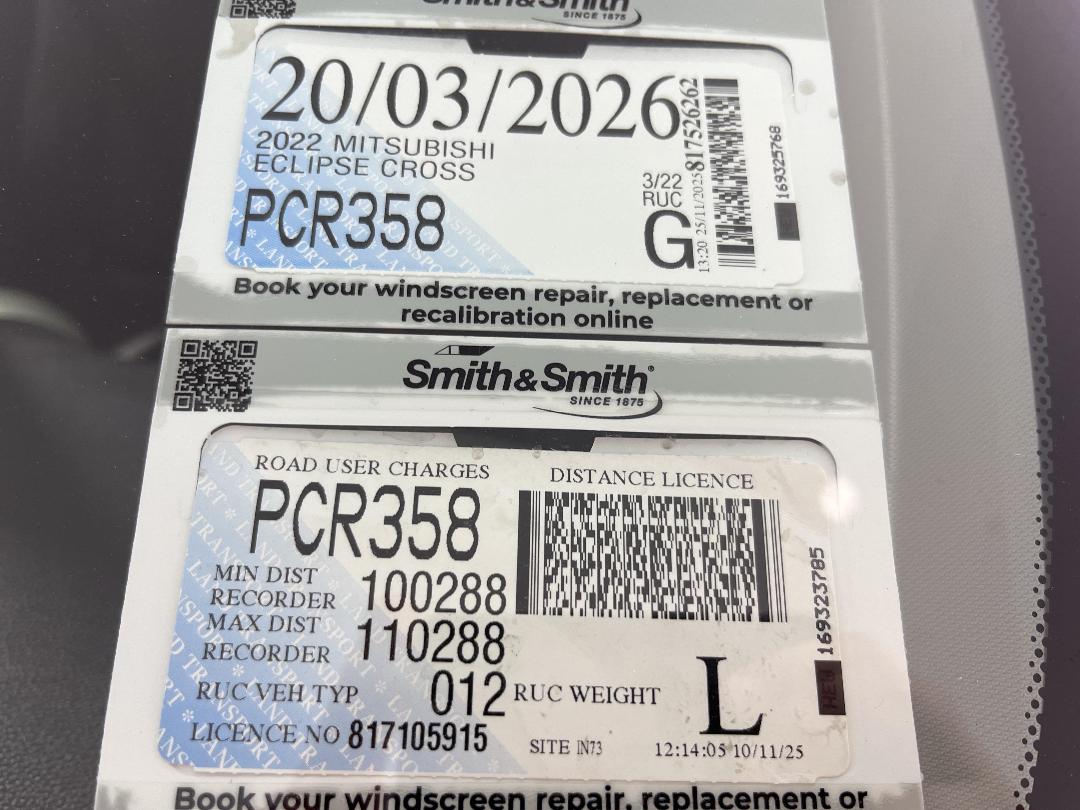 Smith&Smith
SINCE 1875
20/03/2026
2022 MITSUBISHI
ECLIPSE CROSS
PCR358
3/22
RUC
G
13:20 25/11/2025 817526262
169325768
Book your windscreen repair, replacement or
recalibration online
Smith&Smith®
SINCE 1875
ROAD USER CHARGES
DISTANCE LICENCE
PCR358
MIN DIST
RECORDER 100288
MAX DIST
RECORDER 110288
RUC VEH TYP 012 RUC WEIGHT L
LICENCE NO 817105915
SITE IN73 12:14:05 10/11/25
169323785
Book your windscreen repair, replacement or